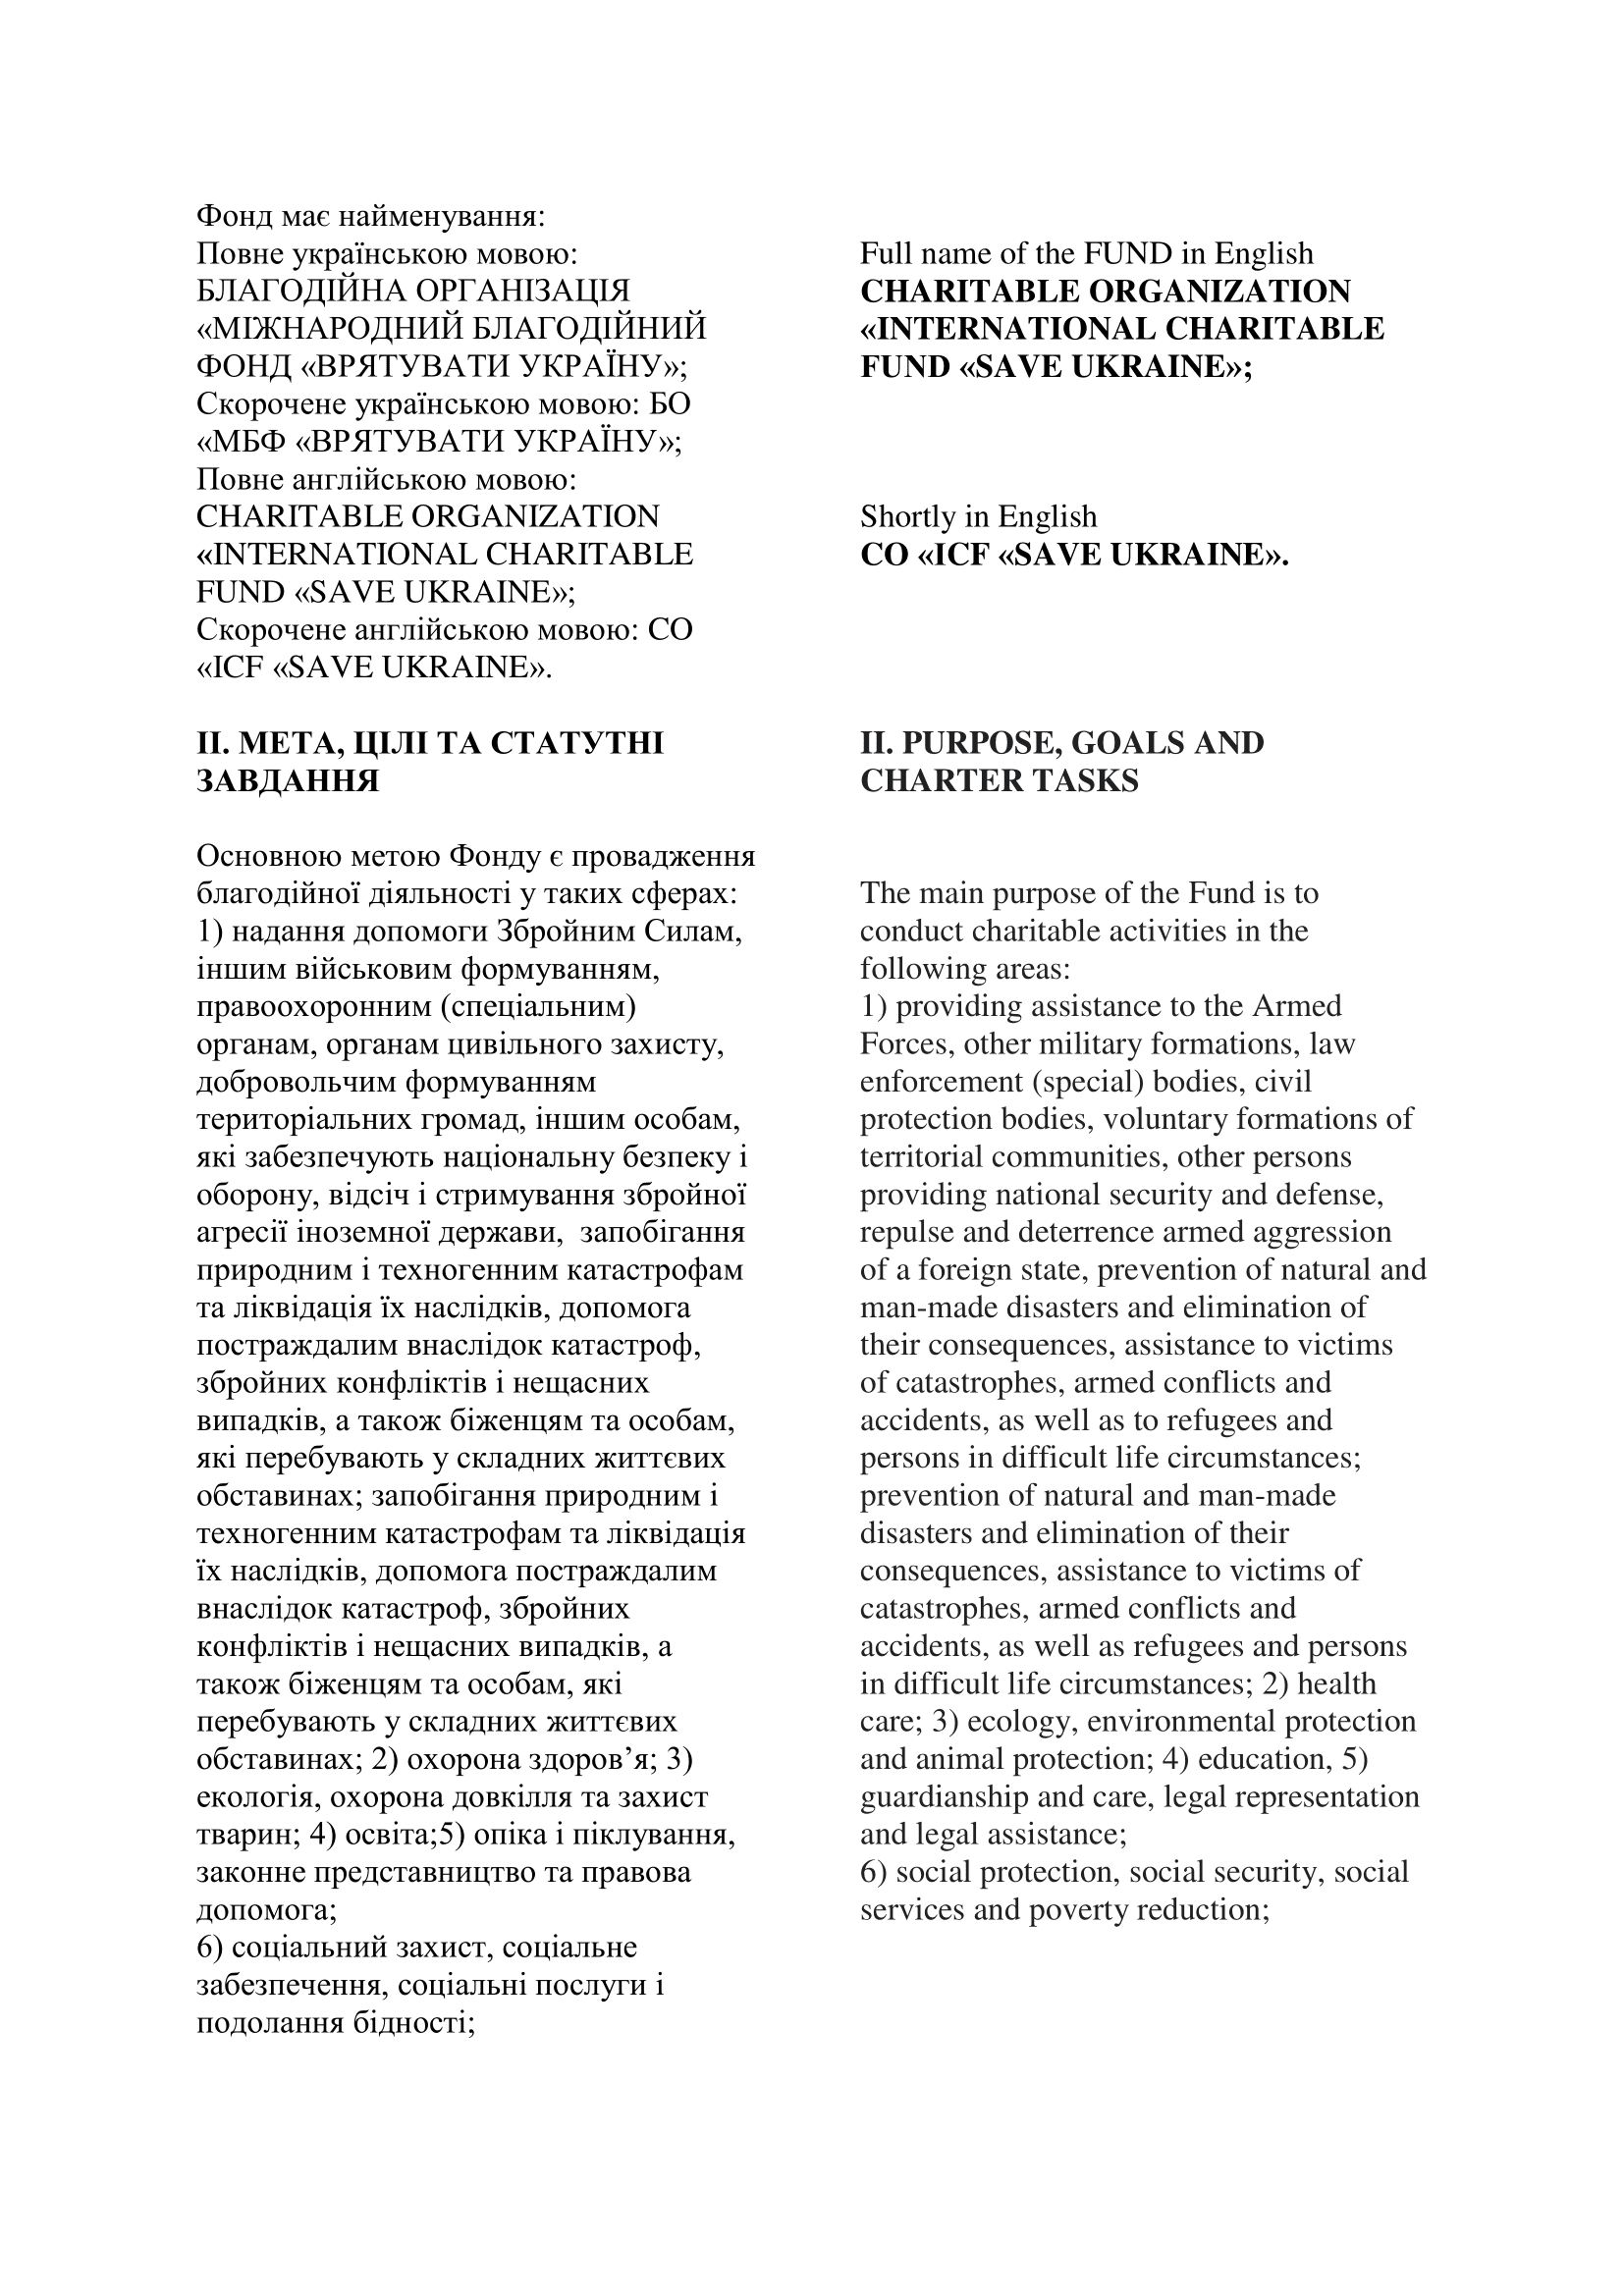 Фонд має найменування:
Повне українською мовою:
БЛАГОДІЙНА ОРГАНІЗАЦІЯ
«МІЖНАРОДНИЙ БЛАГОДІЙНИЙ
ФОНД «ВРЯТУВАТИ УКРАЇНУ»;
Скорочене українською мовою: БО
«МБФ «ВРЯТУВАТИ УКРАЇНУ»;
Повне англійською мовою:
CHARITABLE ORGANIZATION
«INTERNATIONAL CHARITABLE
FUND «SAVE UKRAINE»;
Скорочене англійською мовою: CO
«ICF «SAVE UKRAINE».
ІІ. МЕТА, ЦІЛІ ТА СТАТУТНІ
ЗАВДАННЯ
Основною метою Фонду є провадження
благодійної діяльності у таких сферах:
1) надання допомоги Збройним Силам,
іншим військовим формуванням,
правоохоронним (спеціальним)
органам, органам цивільного захисту,
добровольчим формуванням
територіальних громад, іншим особам,
які забезпечують національну безпеку і
оборону, відсіч і стримування збройної
агресії іноземної держави,  запобігання
природним і техногенним катастрофам
та ліквідація їх наслідків, допомога
постраждалим внаслідок катастроф,
збройних конфліктів і нещасних
випадків, а також біженцям та особам,
які перебувають у складних життєвих
обставинах; запобігання природним і
техногенним катастрофам та ліквідація
їх наслідків, допомога постраждалим
внаслідок катастроф, збройних
конфліктів і нещасних випадків, а
також біженцям та особам, які
перебувають у складних життєвих
обставинах; 2) охорона здоров’я; 3)
екологія, охорона довкілля та захист
тварин; 4) освіта;5) опіка і піклування,
законне представництво та правова
допомога;
6) соціальний захист, соціальне
забезпечення, соціальні послуги і
подолання бідності;
Full name of the FUND in English
CHARITABLE ORGANIZATION
«INTERNATIONAL CHARITABLE
FUND «SAVE UKRAINE»;
Shortly in English
CO «ICF «SAVE UKRAINE».
II. PURPOSE, GOALS AND
CHARTER TASKS
The main purpose of the Fund is to
conduct charitable activities in the
following areas:
1) providing assistance to the Armed
Forces, other military formations, law
enforcement (special) bodies, civil
protection bodies, voluntary formations of
territorial communities, other persons
providing national security and defense,
repulse and deterrence armed aggression
of a foreign state, prevention of natural and
man-made disasters and elimination of
their consequences, assistance to victims
of catastrophes, armed conflicts and
accidents, as well as to refugees and
persons in difficult life circumstances;
prevention of natural and man-made
disasters and elimination of their
consequences, assistance to victims of
catastrophes, armed conflicts and
accidents, as well as refugees and persons
in difficult life circumstances; 2) health
care; 3) ecology, environmental protection
and animal protection; 4) education, 5)
guardianship and care, legal representation
and legal assistance;
6) social protection, social security, social
services and poverty reduction;